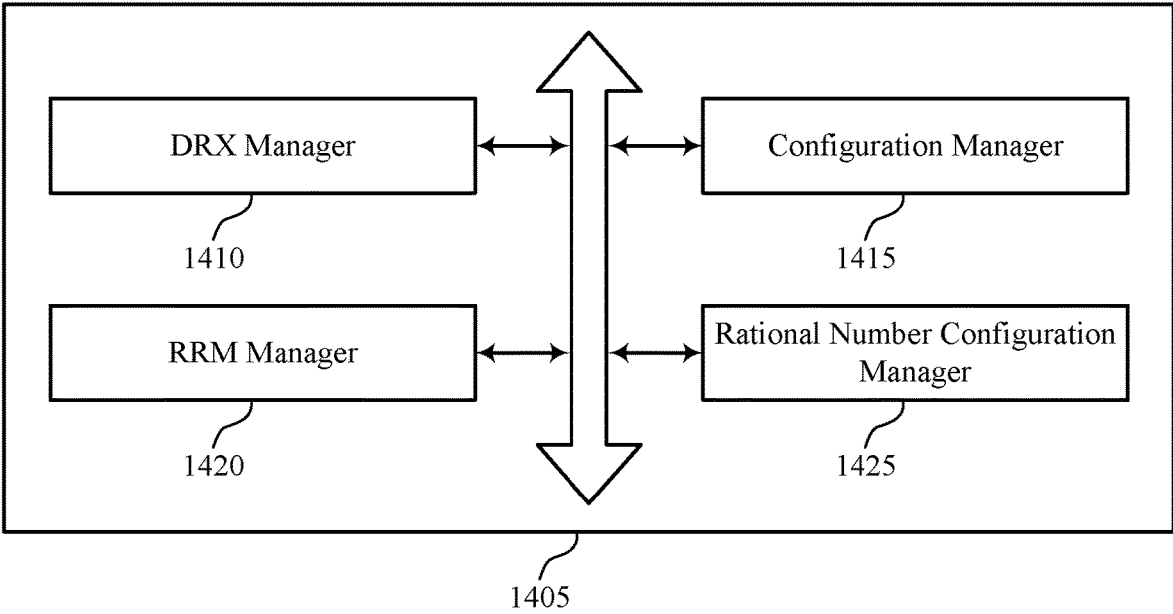 DRX Manager
Configuration Manager
1410
1415
RRM Manager
Rational Number Configuration
Manager
1420
1425
1405